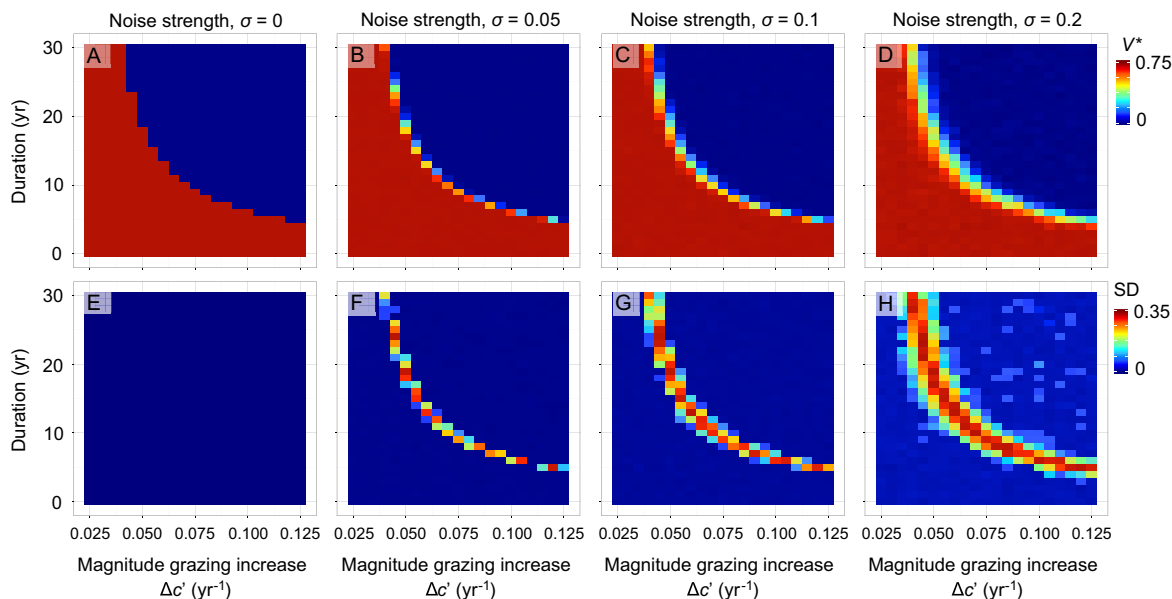 Noise strength, σ = 0
Noise strength, σ = 0.05
Noise strength, σ = 0.1
Noise strength, σ = 0.2
Duration (yr)
30
20
10
0
A
B
C
D
V*
0.75
0
Duration (yr)
30
20
10
0
E
F
G
H
SD
0.35
0
0.025 0.050 0.075 0.100 0.125
0.025 0.050 0.075 0.100 0.125
0.025 0.050 0.075 0.100 0.125
0.025 0.050 0.075 0.100 0.125
Magnitude grazing increase
Δc’ (yr⁻¹)
Magnitude grazing increase
Δc’ (yr⁻¹)
Magnitude grazing increase
Δc’ (yr⁻¹)
Magnitude grazing increase
Δc’ (yr⁻¹)